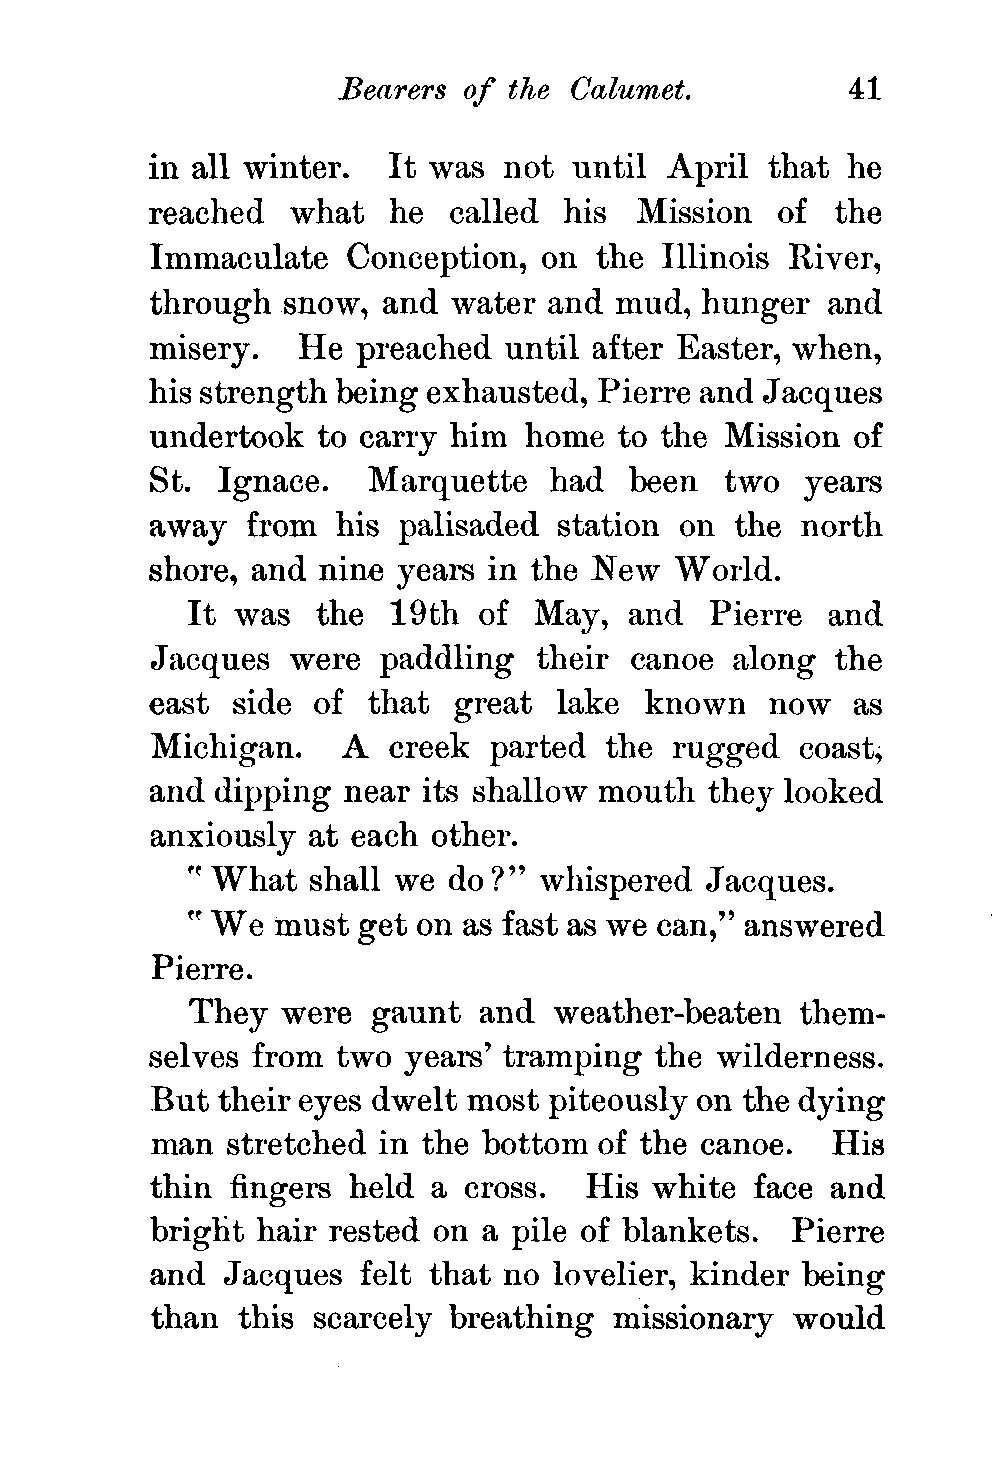 Bearers of the Calumet. 41
in all winter. It was not until April that he
reached what he called his Mission of the
Immaculate Conception, on the Illinois River,
through snow, and water and mud, hunger and
misery. He preached until after Easter, when,
his strength being exhausted, Pierre and Jacques
undertook to carry him home to the Mission of
St. Ignace. Marquette had been two years
away from his palisaded station on the north
shore, and nine years in the New World.
It was the 19th of May, and Pierre and
Jacques were paddling their canoe along the
east side of that great lake known now as
Michigan. A creek parted the rugged coast,
and dipping near its shallow mouth they looked
anxiously at each other.
"What shall we do?" whispered Jacques.
"We must get on as fast as we can," answered
Pierre.
They were gaunt and weather-beaten them-
selves from two years' tramping the wilderness.
But their eyes dwelt most piteously on the dying
man stretched in the bottom of the canoe. His
thin fingers held a cross. His white face and
bright hair rested on a pile of blankets. Pierre
and Jacques felt that no lovelier, kinder being
than this scarcely breathing missionary would